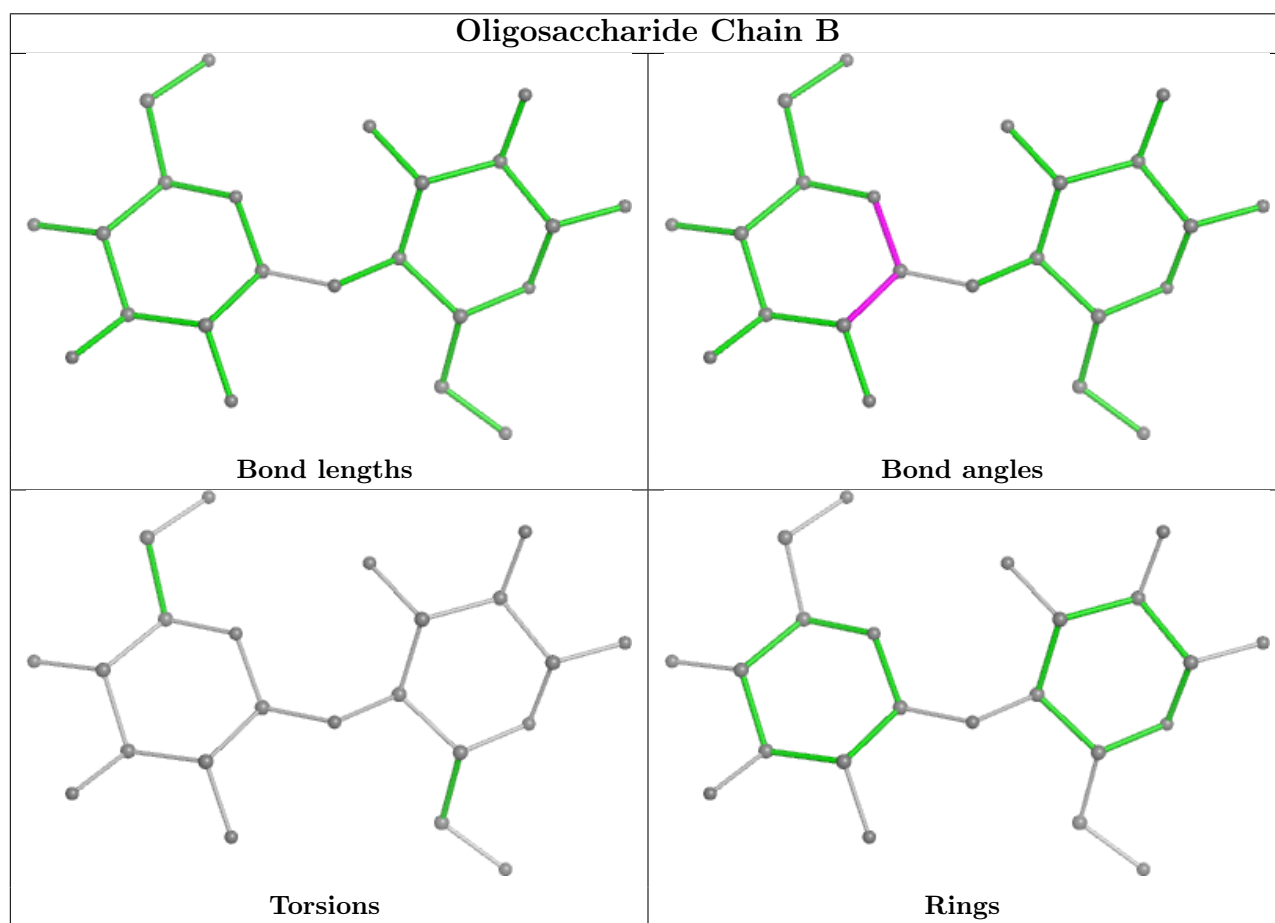 Oligosaccharide Chain B
Bond lengths
Bond angles
Torsions
Rings